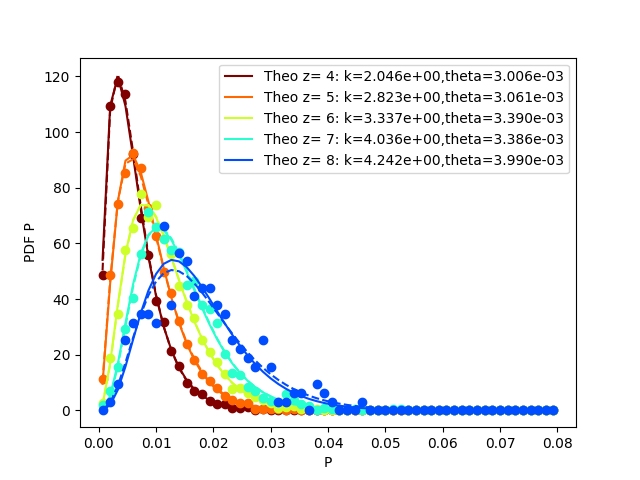 120
100
80
60
40
20
0
PDF P
Theo z= 4: k=2.046e+00,theta=3.006e-03
Theo z= 5: k=2.823e+00,theta=3.061e-03
Theo z= 6: k=3.337e+00,theta=3.390e-03
Theo z= 7: k=4.036e+00,theta=3.386e-03
Theo z= 8: k=4.242e+00,theta=3.990e-03
0.00 0.01 0.02 0.03 0.04 0.05 0.06 0.07 0.08
P